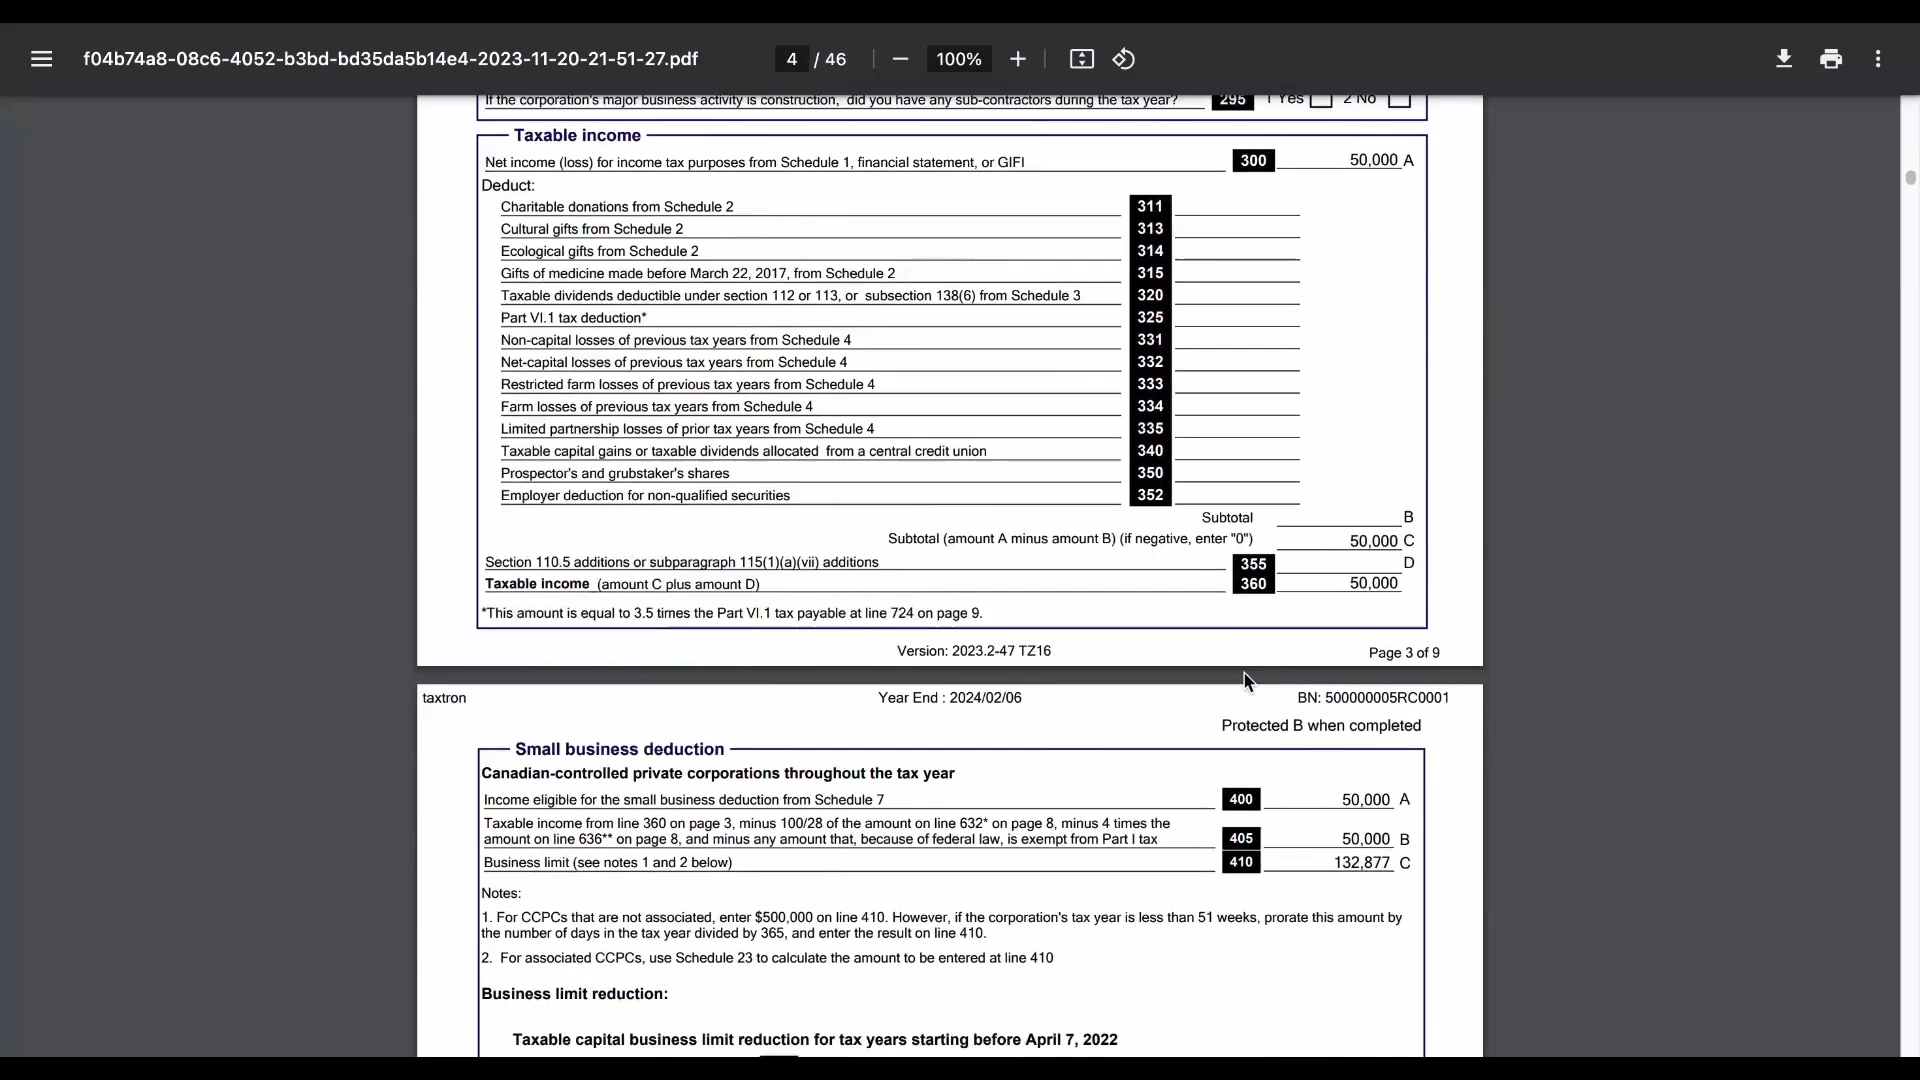 f04b74a8-08c6-4052-b3bd-bd35da5b14e4-2023-11-20-21-51-27.pdf 4 / 46 100%
If the corporation's major business activity is construction, did you have any sub-contractors during the tax year? 295 1 Yes 2 No
Taxable income
Net income (loss) for income tax purposes from Schedule 1, financial statement, or GIFI 300 50,000 A
Deduct:
Charitable donations from Schedule 2 311
Cultural gifts from Schedule 2 313
Ecological gifts from Schedule 2 314
Gifts of medicine made before March 22, 2017, from Schedule 2 315
Taxable dividends deductible under section 112 or 113, or subsection 138(6) from Schedule 3 320
Part VI.1 tax deduction* 325
Non-capital losses of previous tax years from Schedule 4 331
Net-capital losses of previous tax years from Schedule 4 332
Restricted farm losses of previous tax years from Schedule 4 333
Farm losses of previous tax years from Schedule 4 334
Limited partnership losses of prior tax years from Schedule 4 335
Taxable capital gains or taxable dividends allocated from a central credit union 340
Prospector's and grubstaker's shares 350
Employer deduction for non-qualified securities 352
Subtotal B
Subtotal (amount A minus amount B) (if negative, enter "0") 50,000 C
Section 110.5 additions or subparagraph 115(1)(a)(vii) additions 355 D
Taxable income (amount C plus amount D) 360 50,000
*This amount is equal to 3.5 times the Part VI.1 tax payable at line 724 on page 9.
Version: 2023.2-47 TZ16 Page 3 of 9
taxtron Year End : 2024/02/06 BN: 500000005RC0001
Protected B when completed
Small business deduction
Canadian-controlled private corporations throughout the tax year
Income eligible for the small business deduction from Schedule 7 400 50,000 A
Taxable income from line 360 on page 3, minus 100/28 of the amount on line 632* on page 8, minus 4 times the
amount on line 636** on page 8, and minus any amount that, because of federal law, is exempt from Part I tax 405 50,000 B
Business limit (see notes 1 and 2 below) 410 132,877 C
Notes:
1. For CCPCs that are not associated, enter $500,000 on line 410. However, if the corporation's tax year is less than 51 weeks, prorate this amount by
the number of days in the tax year divided by 365, and enter the result on line 410.
2. For associated CCPCs, use Schedule 23 to calculate the amount to be entered at line 410
Business limit reduction:
Taxable capital business limit reduction for tax years starting before April 7, 2022